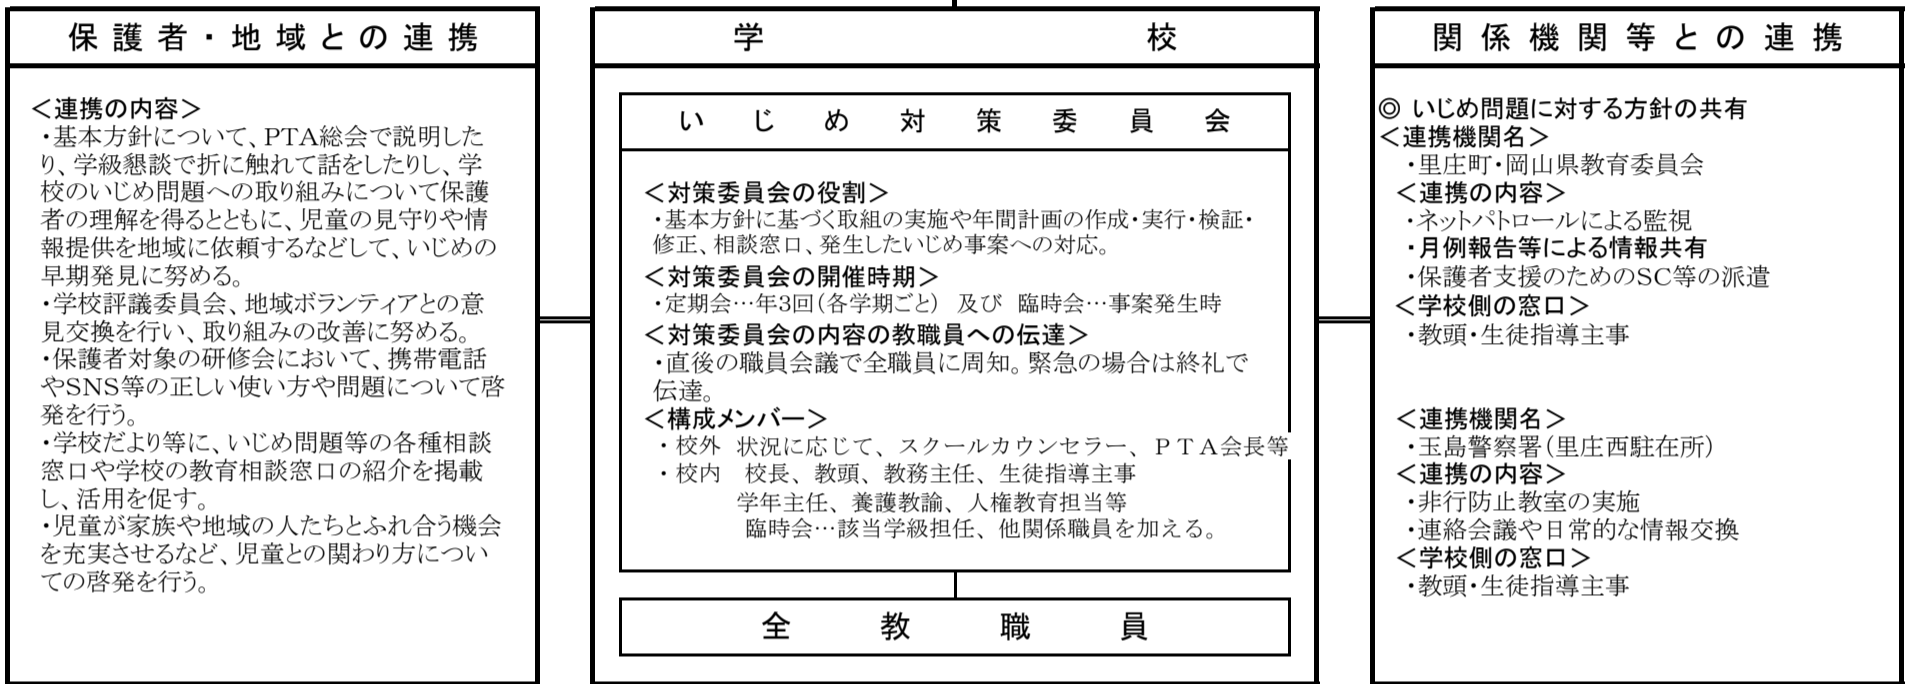 保護者・地域との連携
＜連携の内容＞
・基本方針について、PTA総会で説明した
り、学級懇談で折に触れて話をしたりし、学
校のいじめ問題への取り組みについて保護
者の理解を得るとともに、児童の見守りや情
報提供を地域に依頼するなどして、いじめの
早期発見に努める。
・学校評議委員会、地域ボランティアとの意
見交換を行い、取り組みの改善に努める。
・保護者対象の研修会において、携帯電話
やSNS等の正しい使い方や問題について啓
発を行う。
・学校だより等に、いじめ問題等の各種相談
窓口や学校の教育相談窓口の紹介を掲載
し、活用を促す。
・児童が家族や地域の人たちとふれ合う機会
を充実させるなど、児童との関わり方につい
ての啓発を行う。
学校
いじめ対策委員会
＜対策委員会の役割＞
・基本方針に基づく取組の実施や年間計画の作成・実行・検証・
修正、相談窓口、発生したいじめ事案への対応。
＜対策委員会の開催時期＞
・定期会…年3回(各学期ごと) 及び 臨時会…事案発生時
＜対策委員会の内容の教職員への伝達＞
・直後の職員会議で全職員に周知。緊急の場合は終礼で
伝達。
＜構成メンバー＞
・校外 状況に応じて、スクールカウンセラー、ＰＴＡ会長等
・校内 校長、教頭、教務主任、生徒指導主事
学年主任、養護教諭、人権教育担当等
臨時会…該当学級担任、他関係職員を加える。
全教職員
関係機関等との連携
◎ いじめ問題に対する方針の共有
＜連携機関名＞
・里庄町・岡山県教育委員会
＜連携の内容＞
・ネットパトロールによる監視
・月例報告等による情報共有
・保護者支援のためのSC等の派遣
＜学校側の窓口＞
・教頭・生徒指導主事
＜連携機関名＞
・玉島警察署(里庄西駐在所)
＜連携の内容＞
・非行防止教室の実施
・連絡会議や日常的な情報交換
＜学校側の窓口＞
・教頭・生徒指導主事